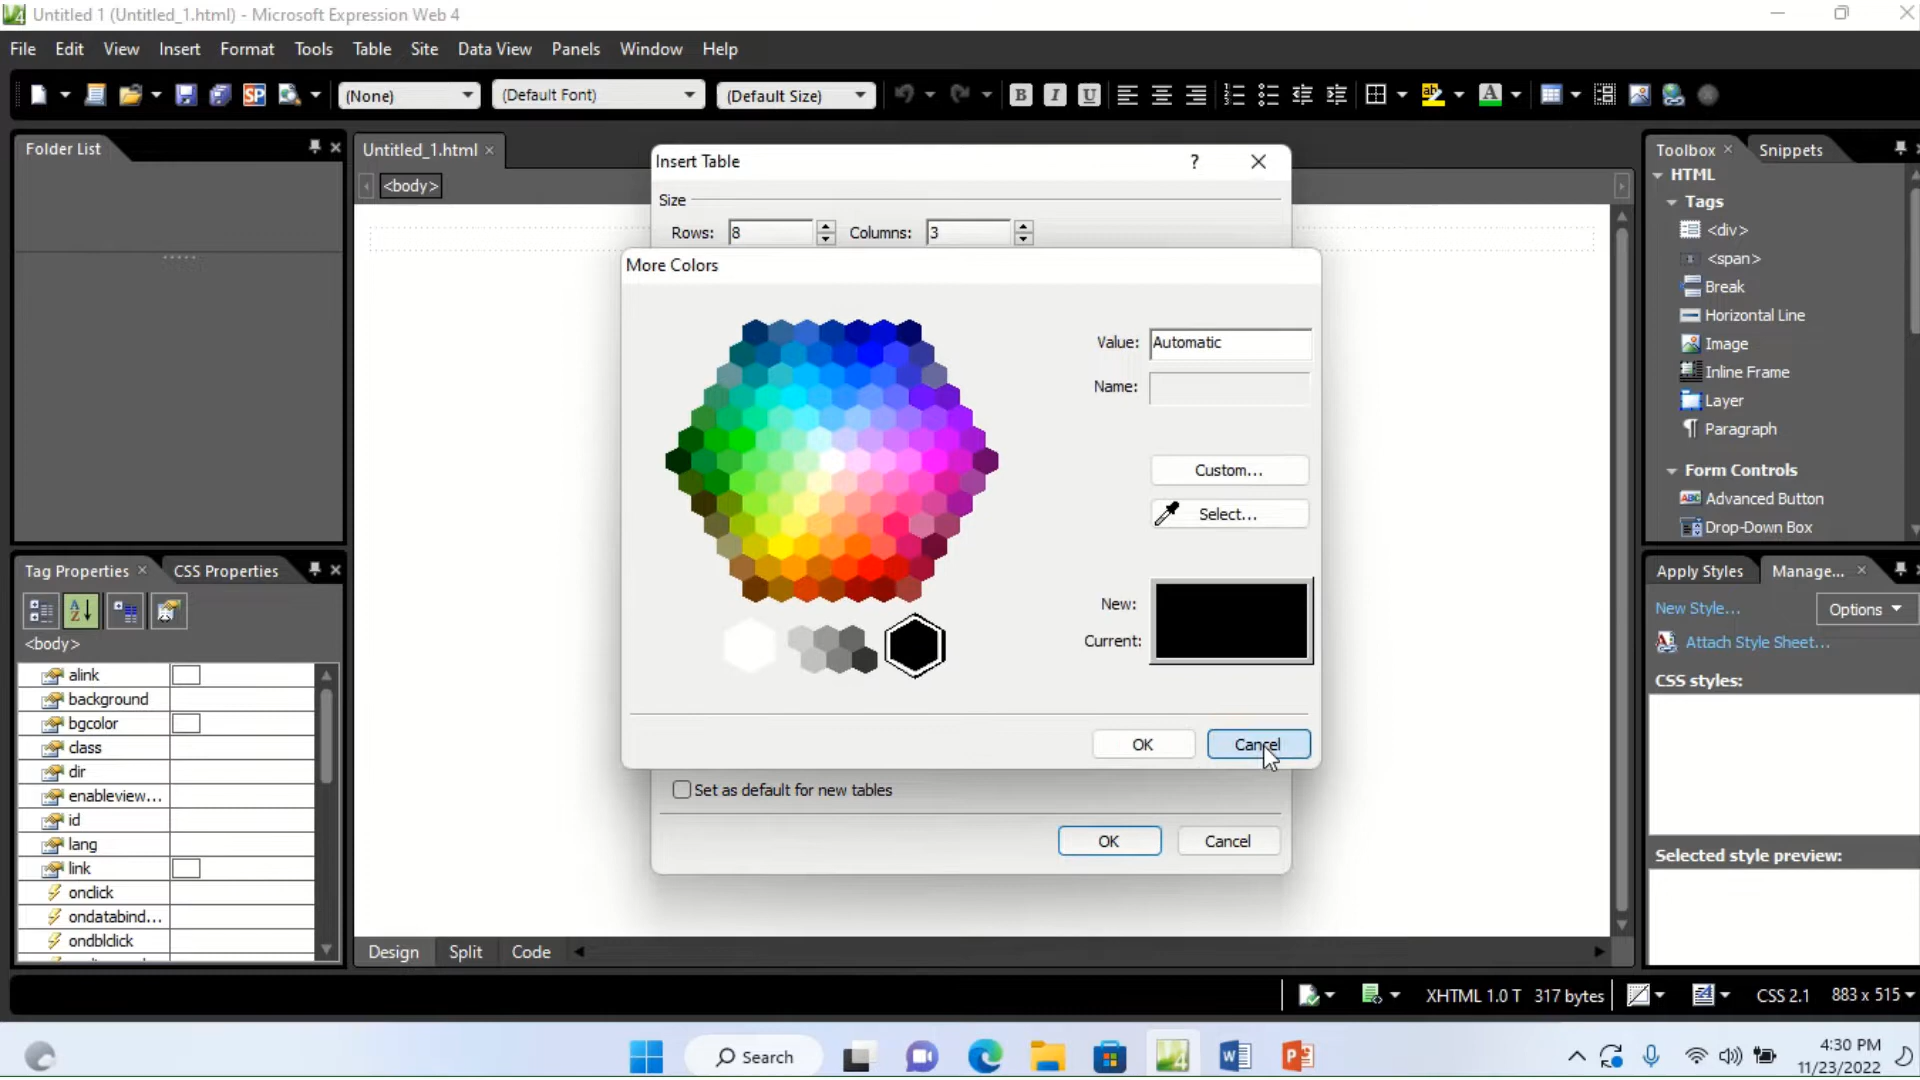 Untitled 1 (Untitled_1.html) - Microsoft Expression Web 4
File Edit View Insert Format Tools Table Site Data View Panels Window Help
(None) (Default Font) (Default Size)
Folder List
Untitled_1.html
<body>
Insert Table
Size
Rows: 8 Columns: 3
More Colors
Value: Automatic
Name:
Custom...
Select...
New:
Current:
OK Cancel
Set as default for new tables
OK Cancel
Toolbox Snippets
HTML
Tags
<div>
<span>
Break
Horizontal Line
Image
Inline Frame
Layer
Paragraph
Form Controls
Advanced Button
Drop-Down Box
Tag Properties CSS Properties
<body>
alink
background
bgcolor
class
dir
enableview...
id
lang
link
onclick
ondatabind...
ondblclick
Apply Styles Manage...
New Style... Options
Attach Style Sheet...
CSS styles:
Selected style preview:
Design Split Code
XHTML 1.0 T 317 bytes CSS 2.1 883 x 515
Search
4:30 PM
11/23/2022